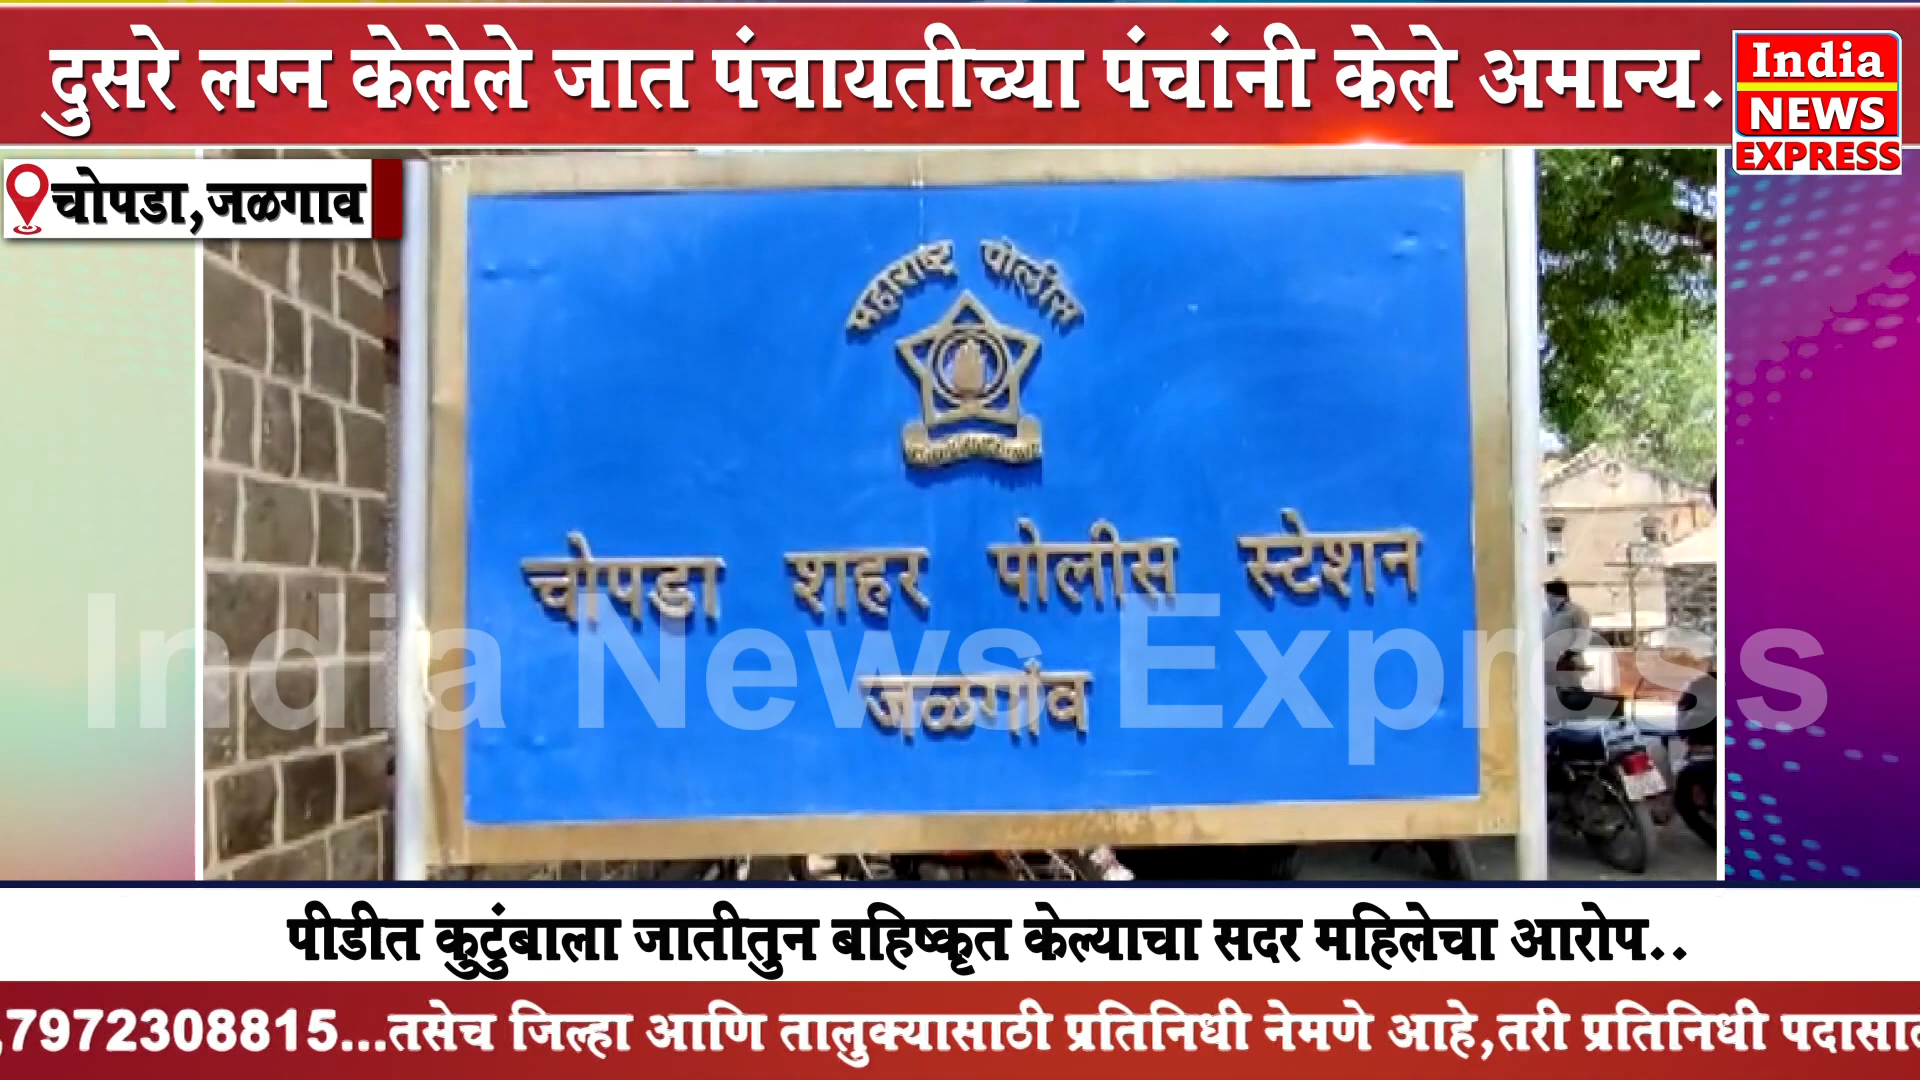 दुसरे लग्न केलेले जात पंचायतीच्या पंचांनी केले अमान्य.
India
NEWS
EXPRESS
चोपडा,जळगाव
महाराष्ट्र पोलीस
चोपडा शहर पोलीस स्टेशन
जळगांव
India News Express
पीडीत कुटुंबाला जातीतुन बहिष्कृत केल्याचा सदर महिलेचा आरोप..
,7972308815...तसेच जिल्हा आणि तालुक्यासाठी प्रतिनिधी नेमणे आहे,तरी प्रतिनिधी